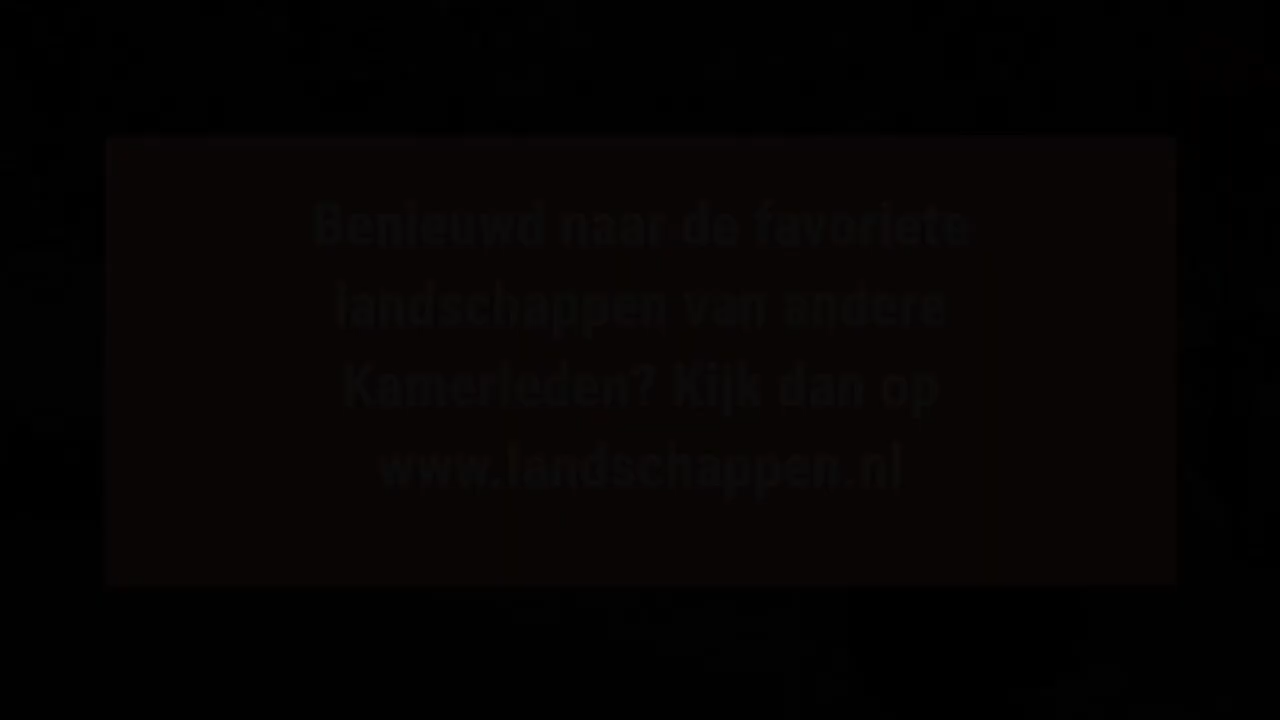 Benieuwd naar de favoriete
landschappen van andere
Kamerleden? Kijk dan op
www.landschappen.nl